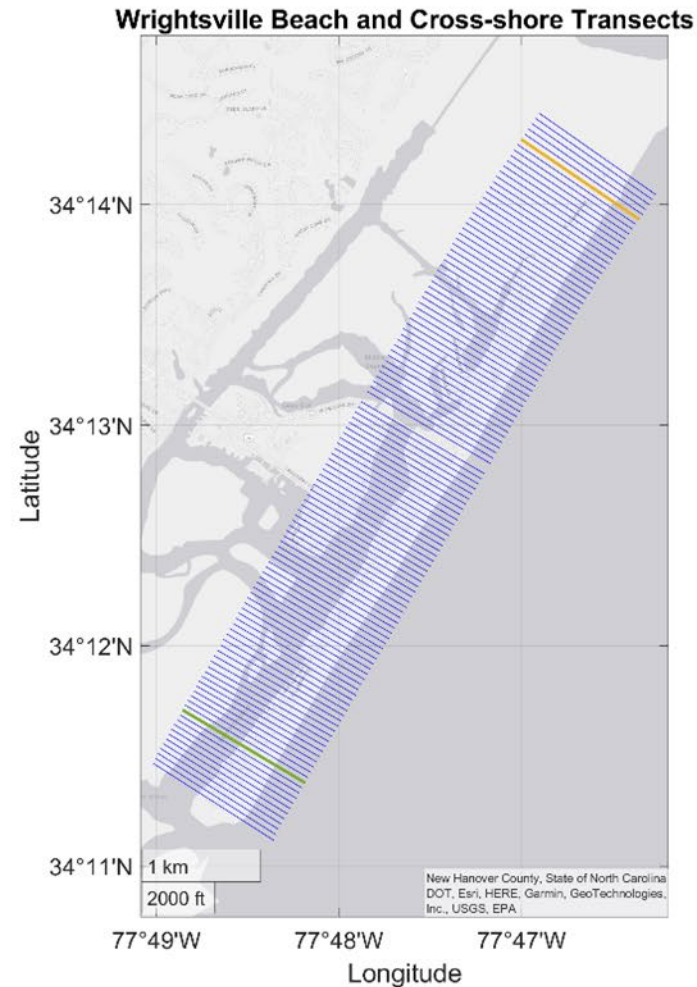 Wrightsville Beach and Cross-shore Transects
34°14'N
34°13'N
Latitude
34°12'N
34°11'N
1 km
2000 ft
New Hanover County, State of North Carolina
DOT, Esri, HERE, Garmin, GeoTechnologies,
Inc., USGS, EPA
77°49'W
77°48'W
77°47'W
Longitude